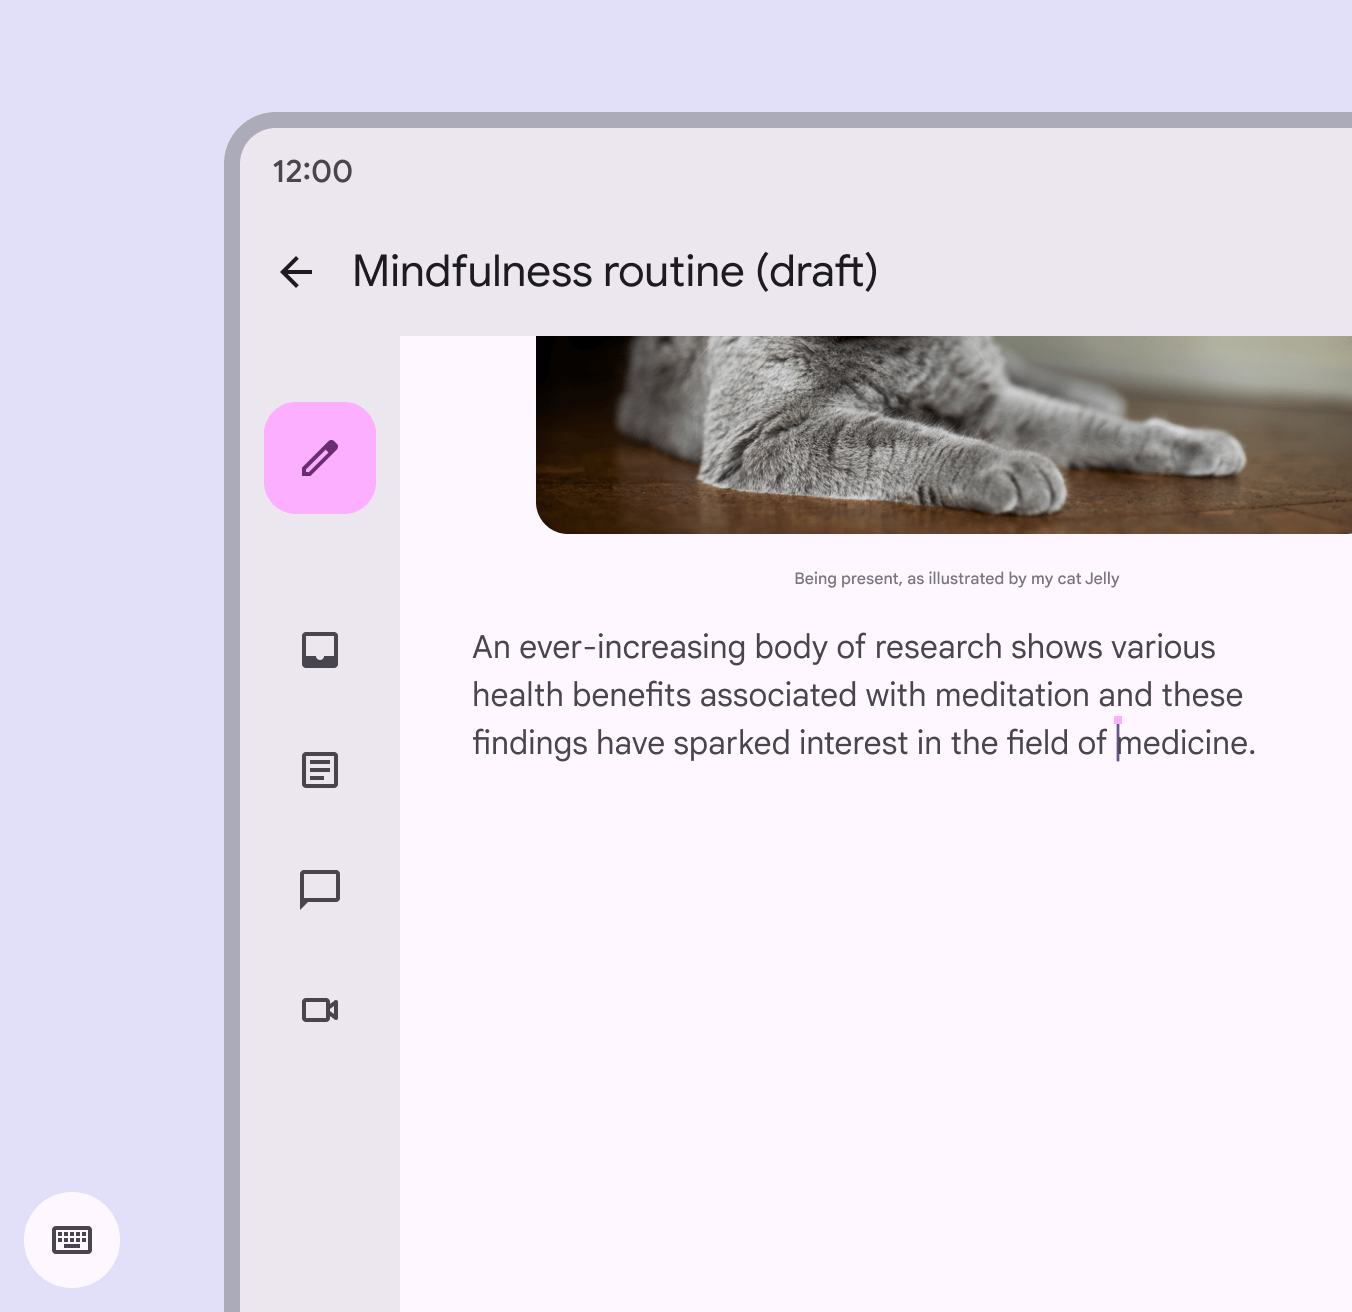 12:00
Mindfulness routine (draft)
Being present, as illustrated by my cat Jelly
An ever-increasing body of research shows various
health benefits associated with meditation and these
findings have sparked interest in the field of medicine.